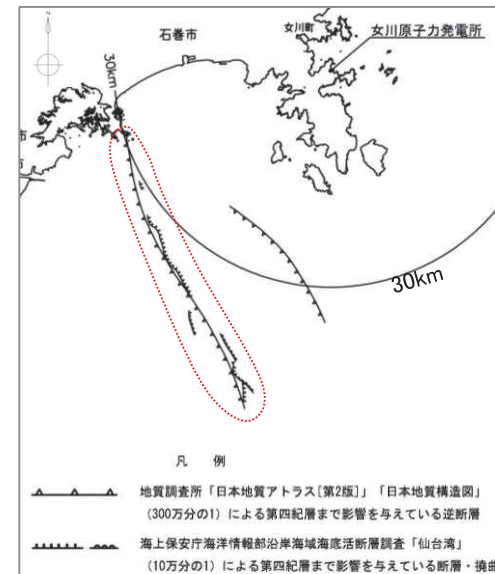 N
石巻市
女川町
女川原子力発電所
30km
市
市
30km
凡 例
地質調査所「日本地質アトラス[第2版]」「日本地質構造図」
(300万分の1)による第四紀層まで影響を与えている逆断層
海上保安庁海洋情報部沿岸海域海底活断層調査「仙台湾」
(10万分の1)による第四紀層まで影響を与えている断層・撓曲